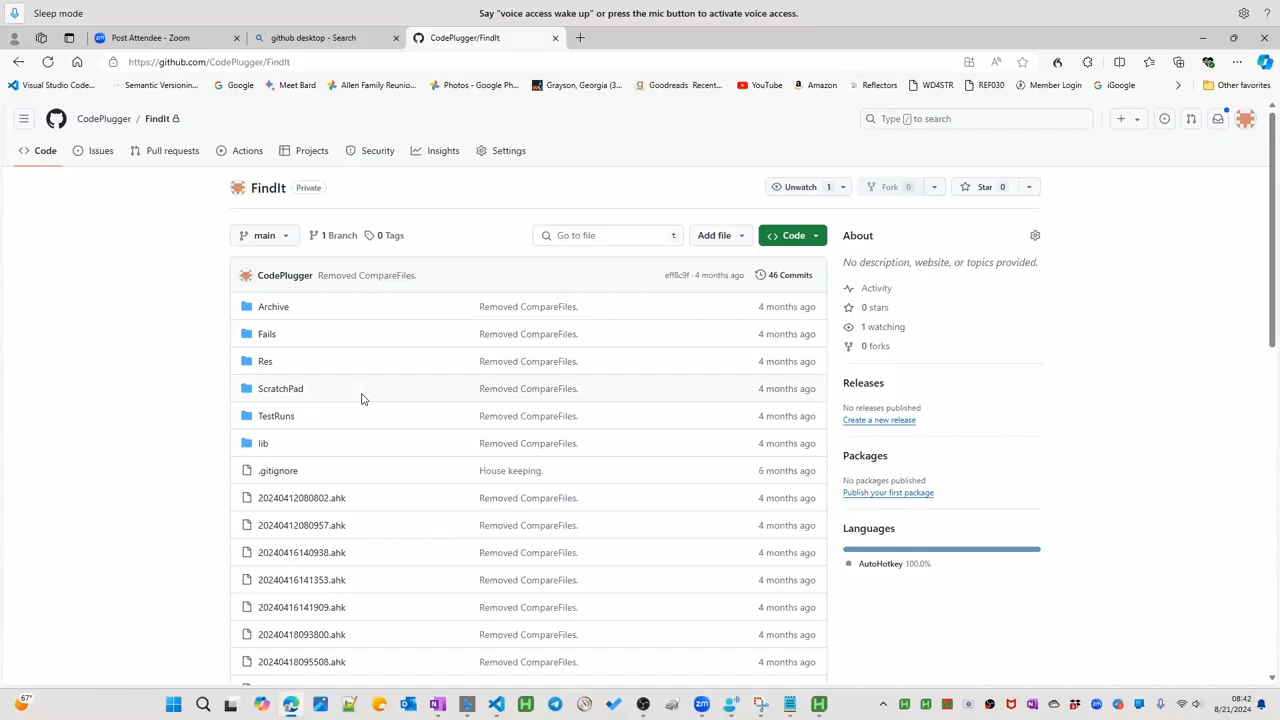 Sleep mode
Say "voice access wake up" or press the mic button to activate voice access.
Post Attendee - Zoom
github desktop - Search
CodePlugger/FindIt
https://github.com/CodePlugger/FindIt
Visual Studio Code...
Semantic Versionin...
Google
Meet Bard
Allen Family Reunio...
Photos - Google Ph...
Grayson, Georgia (3...
Goodreads Recent...
YouTube
Amazon
Reflectors
WD4STR
REF030
Member Login
iGoogle
Other favorites
CodePlugger / FindIt
Type / to search
Code
Issues
Pull requests
Actions
Projects
Security
Insights
Settings
FindIt Private
Unwatch 1
Fork 0
Star 0
main
1 Branch
0 Tags
Go to file t
Add file
Code
CodePlugger Removed CompareFiles. eff8c9f · 4 months ago 46 Commits
Archive Removed CompareFiles. 4 months ago
Fails Removed CompareFiles. 4 months ago
Res Removed CompareFiles. 4 months ago
ScratchPad Removed CompareFiles. 4 months ago
TestRuns Removed CompareFiles. 4 months ago
lib Removed CompareFiles. 4 months ago
.gitignore House keeping. 6 months ago
20240412080802.ahk Removed CompareFiles. 4 months ago
20240412080957.ahk Removed CompareFiles. 4 months ago
20240416140938.ahk Removed CompareFiles. 4 months ago
20240416141353.ahk Removed CompareFiles. 4 months ago
20240416141909.ahk Removed CompareFiles. 4 months ago
20240418093800.ahk Removed CompareFiles. 4 months ago
20240418095508.ahk Removed CompareFiles. 4 months ago
About
No description, website, or topics provided.
Activity
0 stars
1 watching
0 forks
Releases
No releases published
Create a new release
Packages
No packages published
Publish your first package
Languages
AutoHotkey 100.0%
67°
08:42
8/21/2024